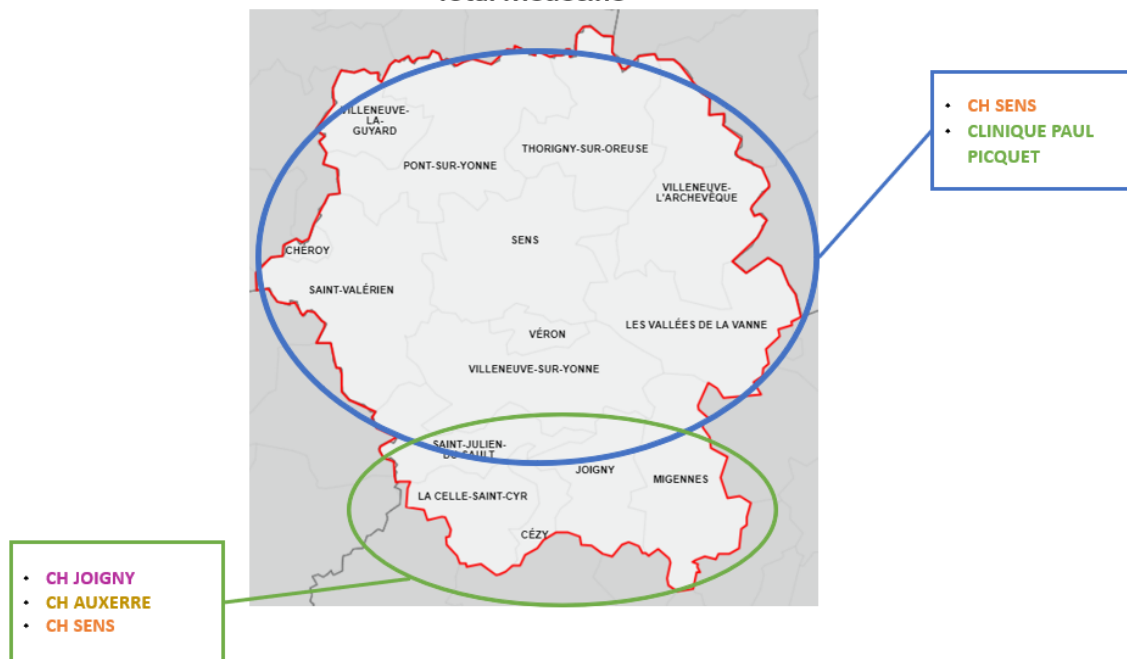 VILLENEUVE-
LA-
GUYARD
PONT-SUR-YONNE
THORIGNY-SUR-OREUSE
VILLENEUVE-
L'ARCHEVÊQUE
SENS
CHÉROY
SAINT-VALÉRIEN
LES VALLÉES DE LA VANNE
VÉRON
VILLENEUVE-SUR-YONNE
SAINT-JULIEN-
DU-SAULT
JOIGNY
MIGENNES
LA CELLE-SAINT-CYR
CÉZY
• CH SENS
• CLINIQUE PAUL
PICQUET
• CH JOIGNY
• CH AUXERRE
• CH SENS